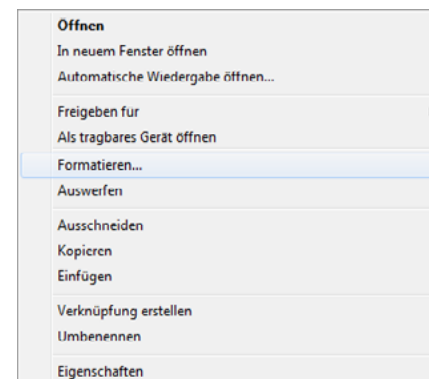 Öffnen
In neuem Fenster öffnen
Automatische Wiedergabe öffnen...
Freigeben für
Als tragbares Gerät öffnen
Formatieren...
Auswerfen
Ausschneiden
Kopieren
Einfügen
Verknüpfung erstellen
Umbenennen
Eigenschaften